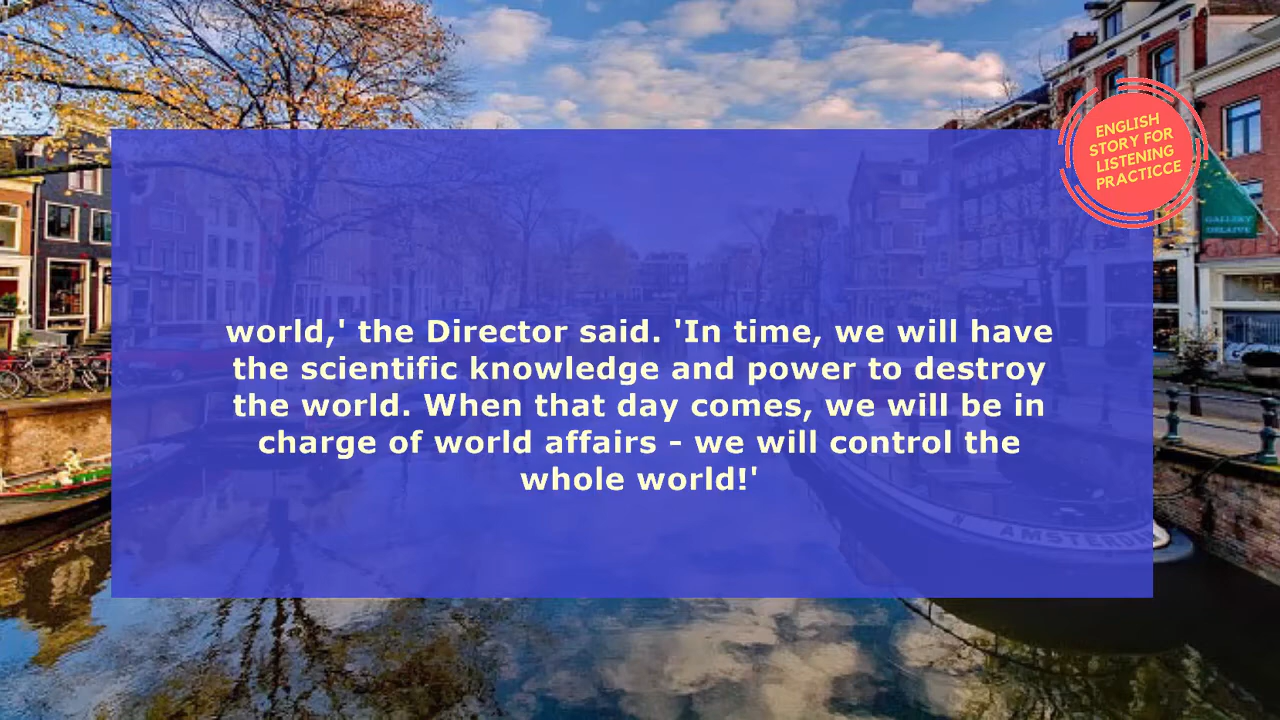 ENGLISH
STORY FOR
LISTENING
PRACTICCE
GALLERY
DELAIVE
world,' the Director said. 'In time, we will have
the scientific knowledge and power to destroy
the world. When that day comes, we will be in
charge of world affairs - we will control the
whole world!'
AMSTERDAM